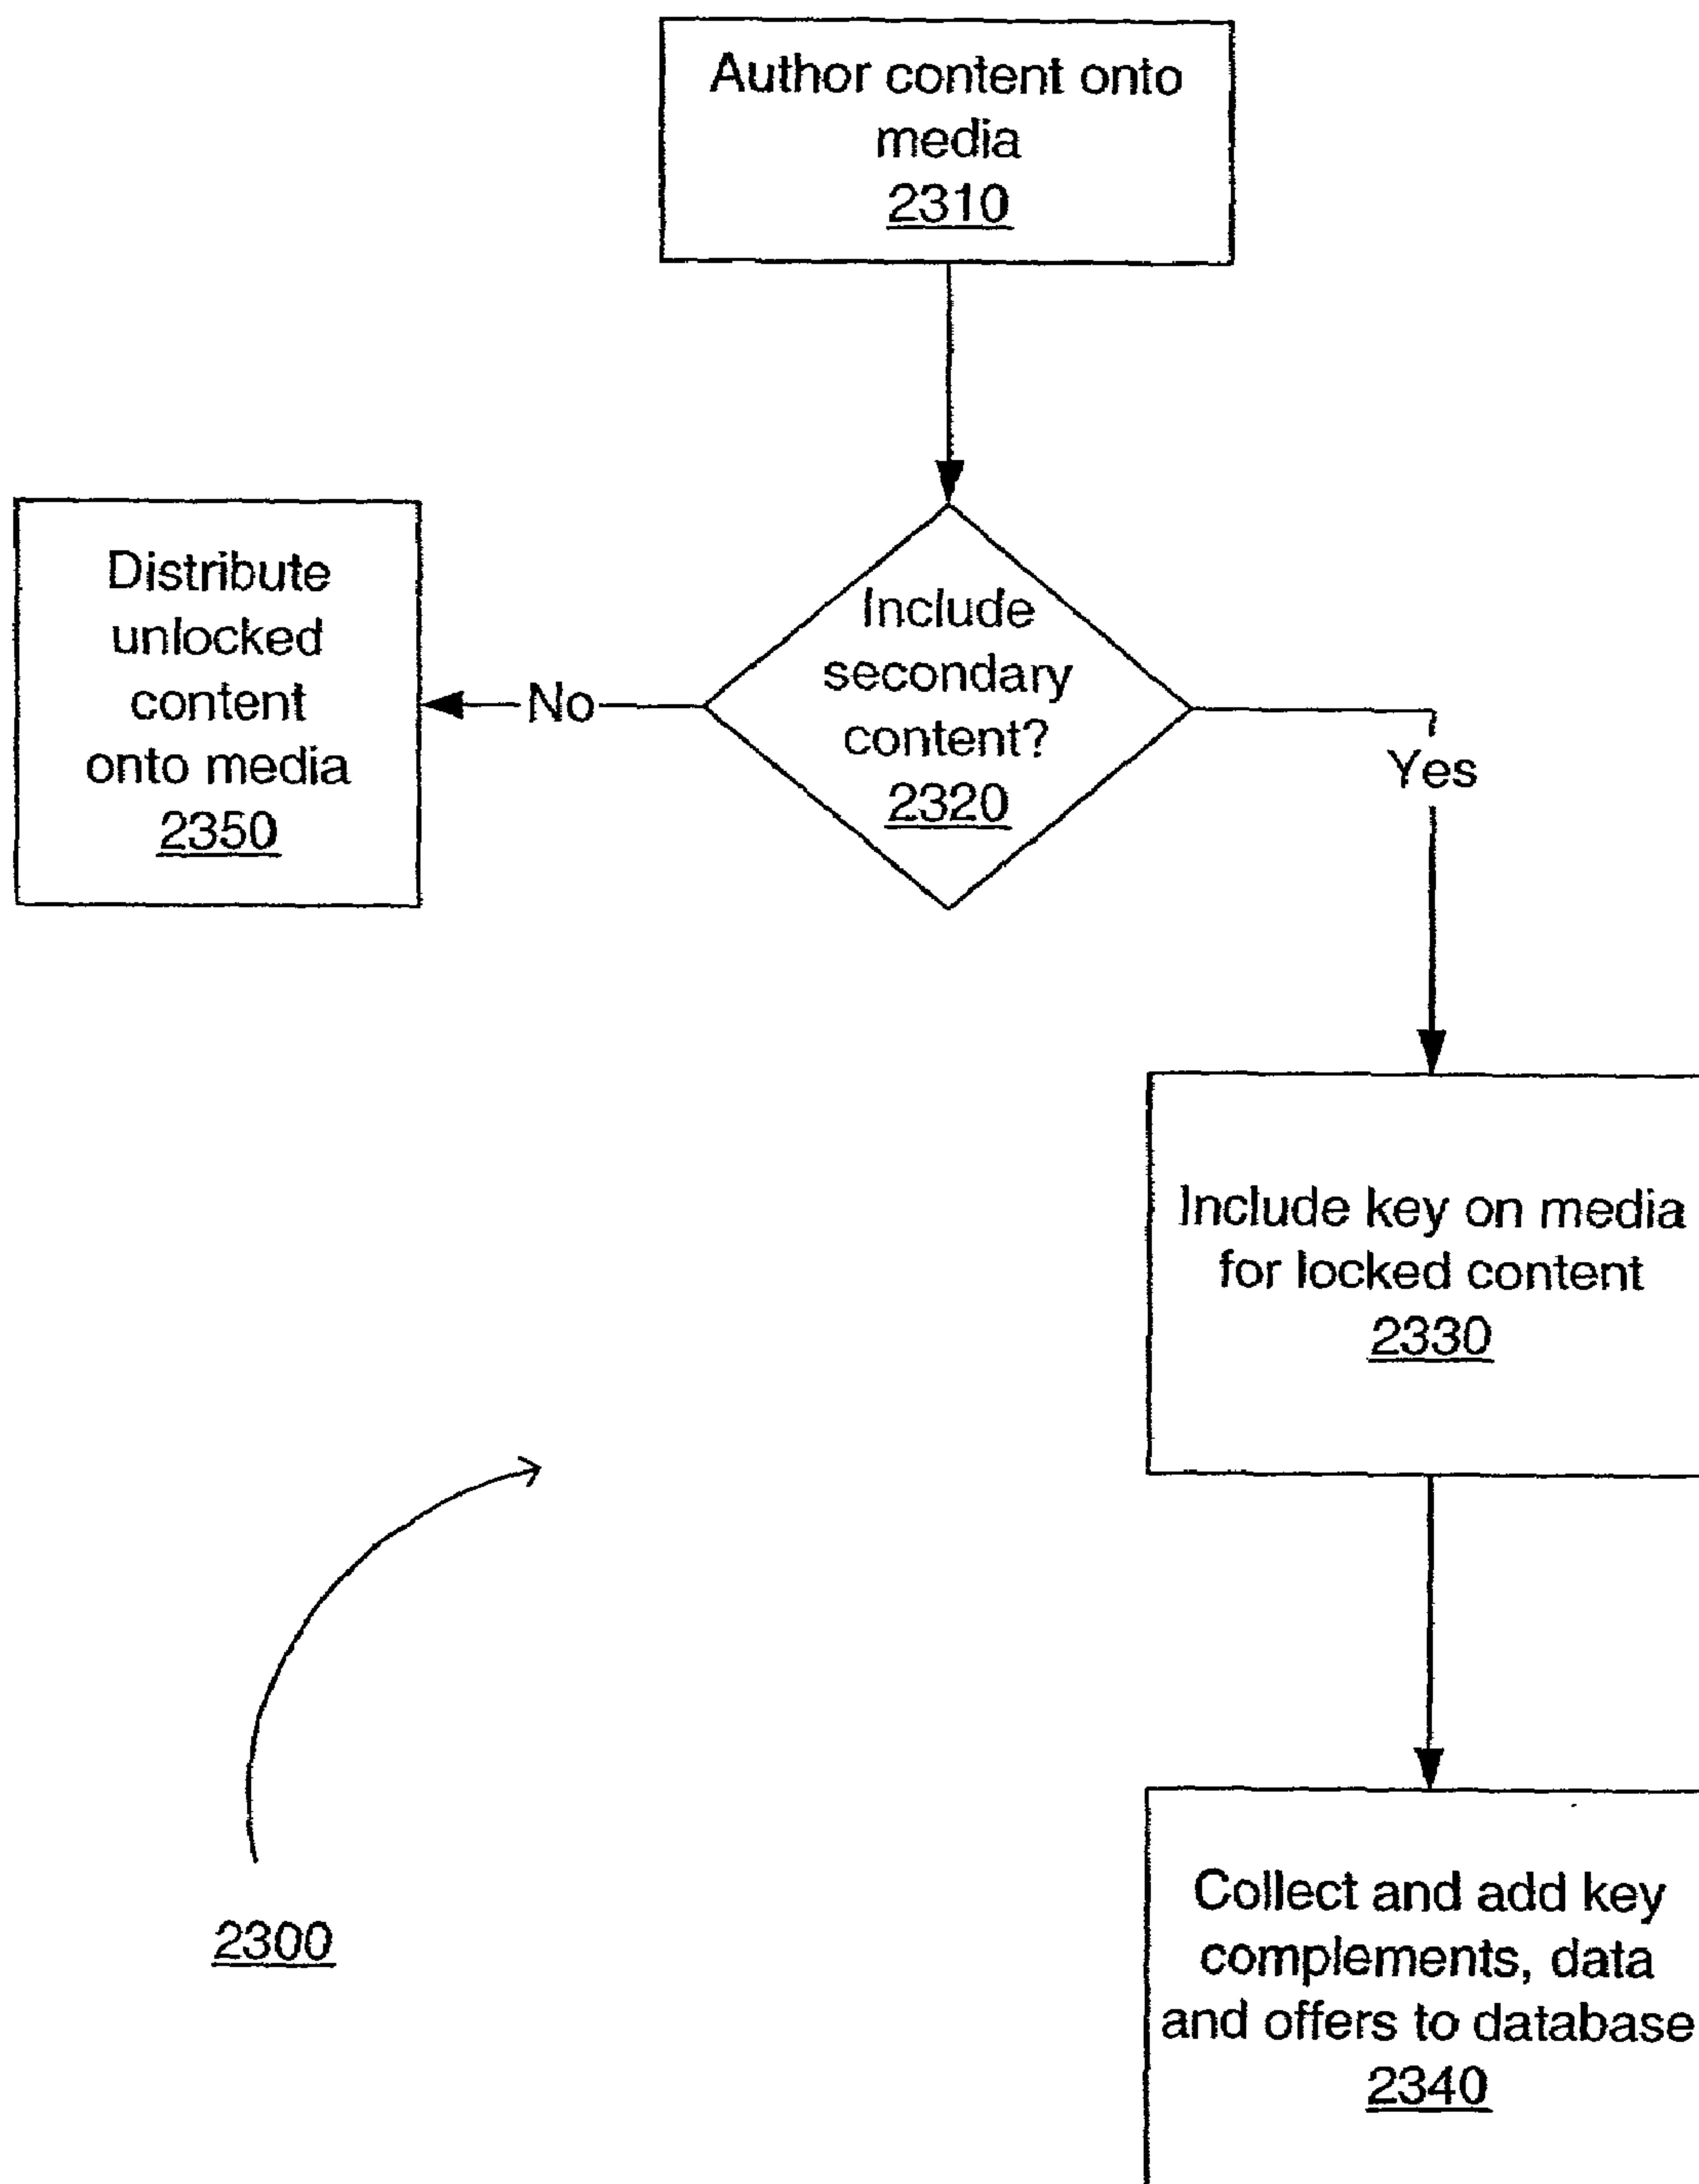 Author content onto
media
2310
Distribute
unlocked
content
onto media
2350
No
Include
secondary
content?
2320
Yes
Include key on media
for locked content
2330
2300
Collect and add key
complements, data
and offers to database
2340